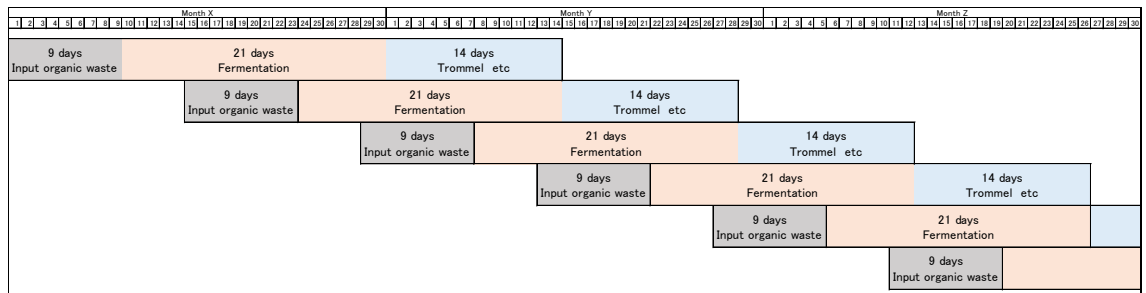 Month X Month Y Month Z
1 2 3 4 5 6 7 8 9 10 11 12 13 14 15 16 17 18 19 20 21 22 23 24 25 26 27 28 29 30 1 2 3 4 5 6 7 8 9 10 11 12 13 14 15 16 17 18 19 20 21 22 23 24 25 26 27 28 29 30 1 2 3 4 5 6 7 8 9 10 11 12 13 14 15 16 17 18 19 20 21 22 23 24 25 26 27 28 29 30
9 days 21 days 14 days
Input organic waste Fermentation Trommel etc
9 days 21 days 14 days
Input organic waste Fermentation Trommel etc
9 days 21 days 14 days
Input organic waste Fermentation Trommel etc
9 days 21 days 14 days
Input organic waste Fermentation Trommel etc
9 days 21 days
Input organic waste Fermentation
9 days
Input organic waste